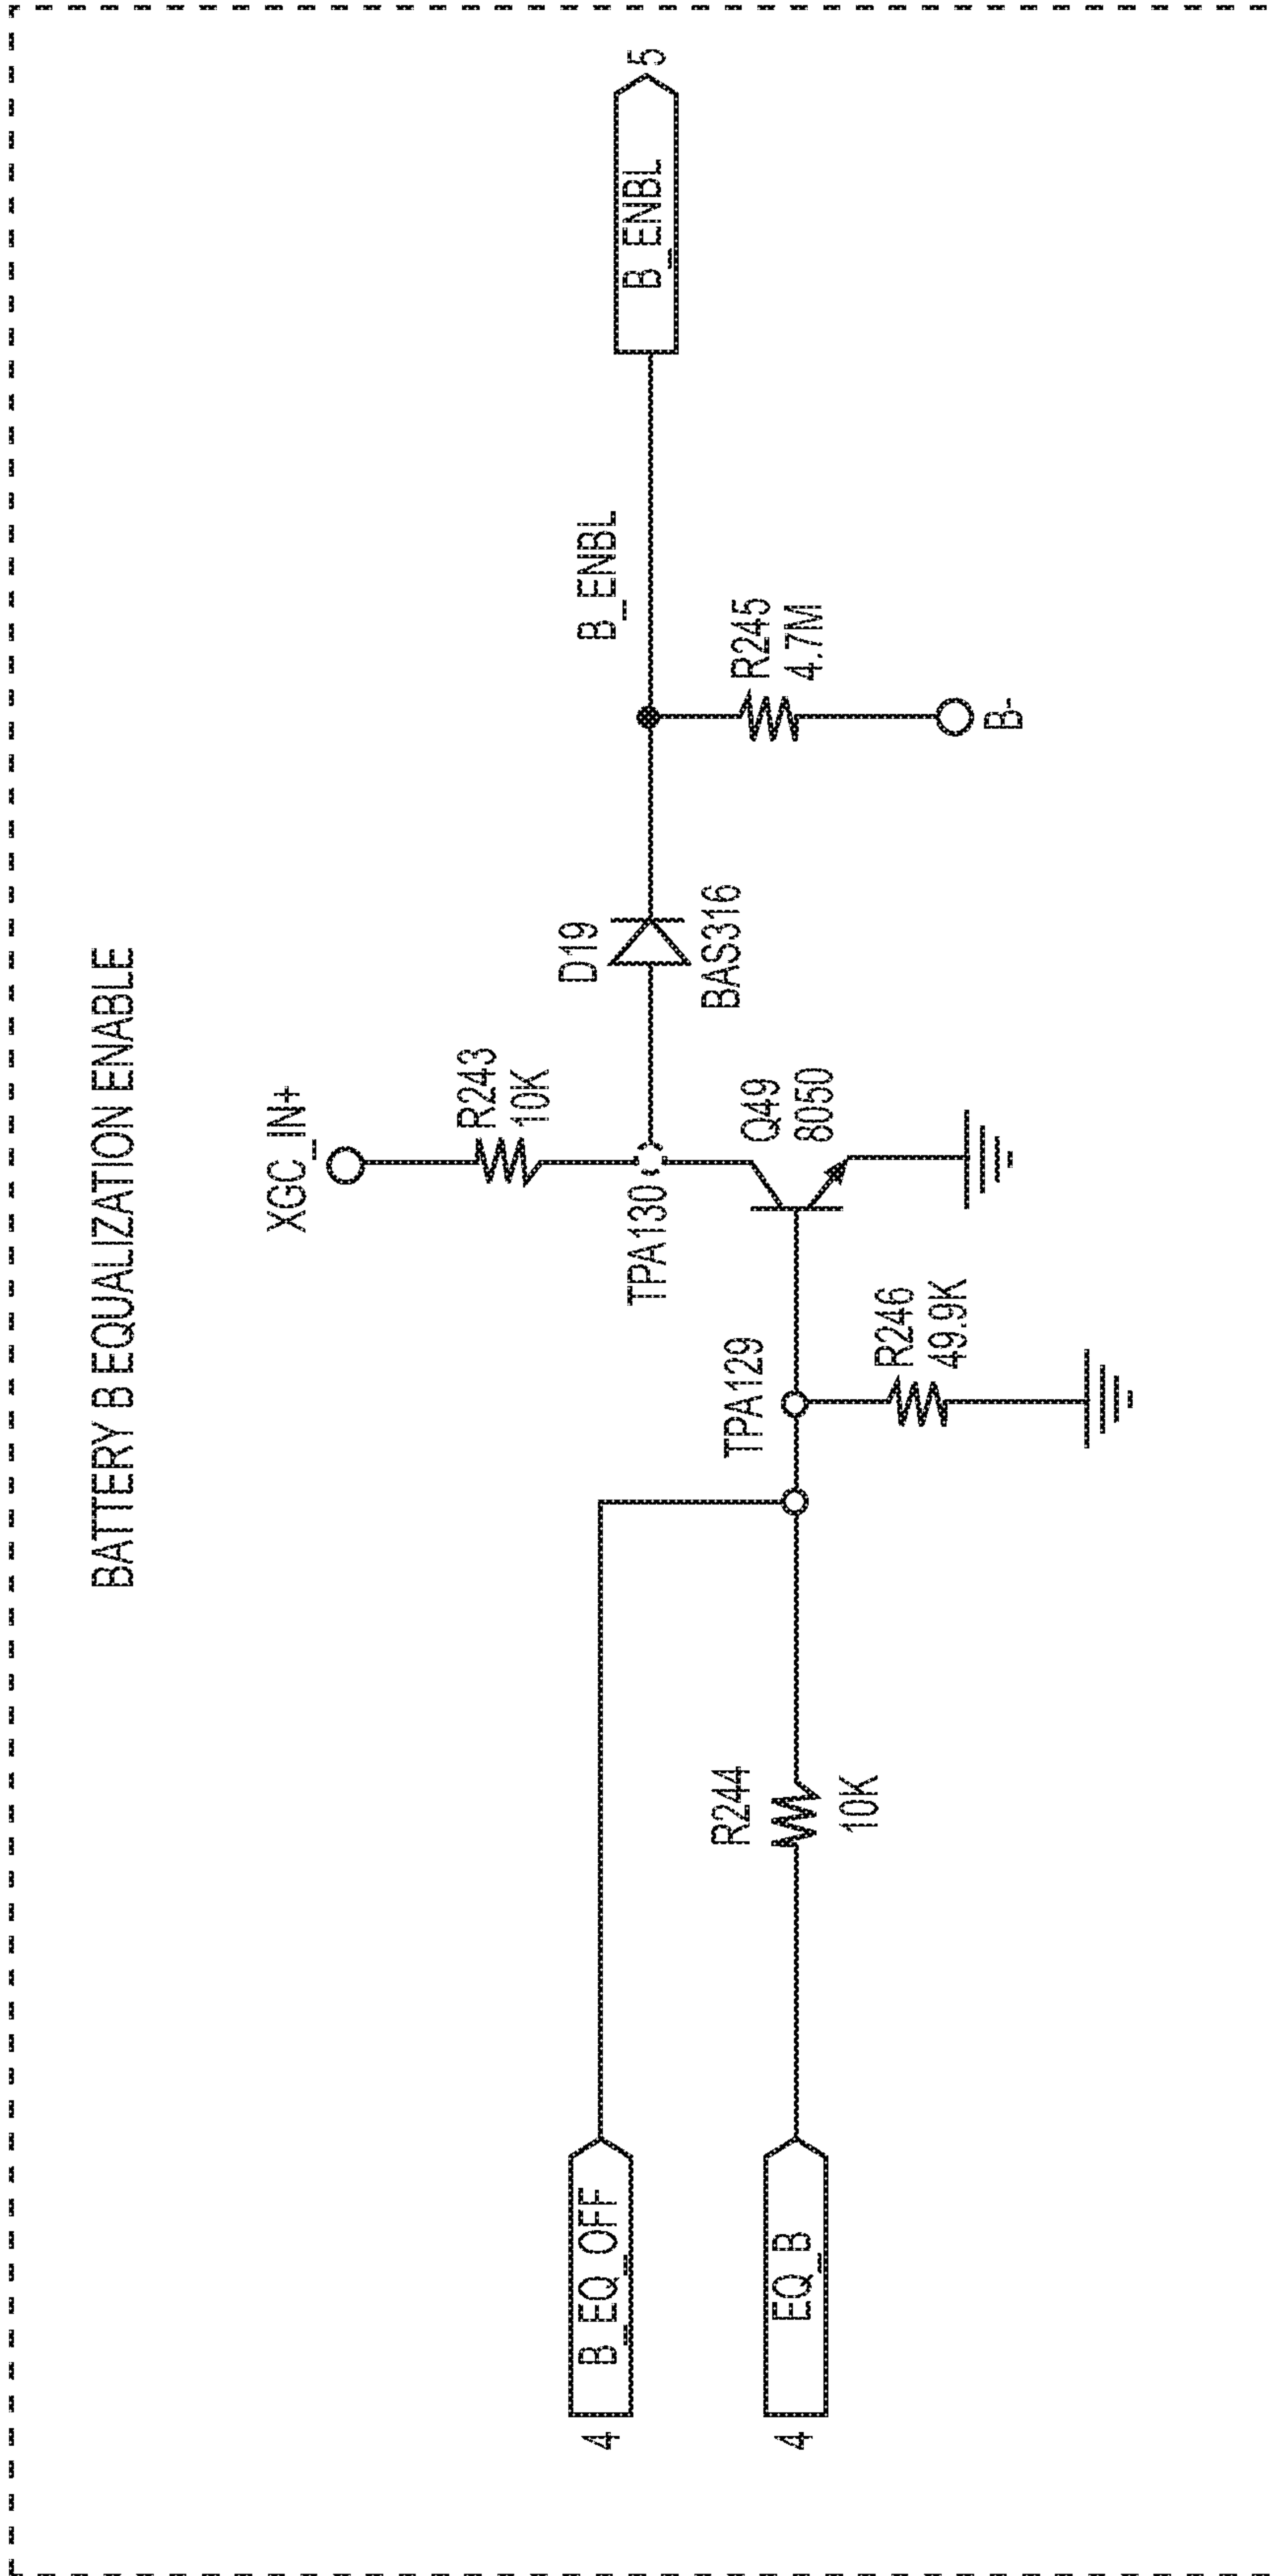 BATTERY B EQUALIZATION ENABLE
XGC_IN+
R243
10K
D19
BAS316
B_ENBL
B_ENBL
5
TPA130
Q49
8050
R245
4.7M
B-
TPA129
R246
49.9K
4
B_EQ_OFF
R244
10K
4
EQ_B